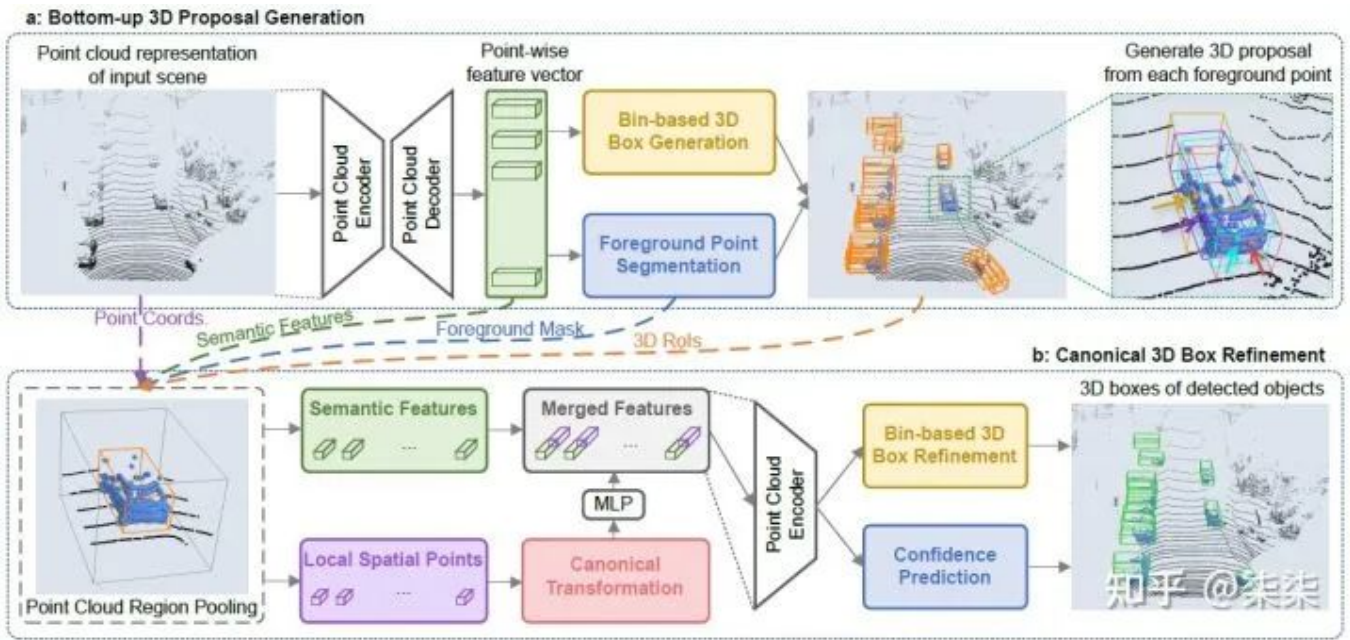 a: Bottom-up 3D Proposal Generation
Point cloud representation
of input scene
Point-wise
feature vector
Generate 3D proposal
from each foreground point
Point Cloud
Encoder
Point Cloud
Decoder
Bin-based 3D
Box Generation
Foreground Point
Segmentation
Point Coords.
Semantic Features
Foreground Mask
3D RoIs
b: Canonical 3D Box Refinement
Point Cloud Region Pooling
Semantic Features
...
Merged Features
...
MLP
Local Spatial Points
...
Canonical
Transformation
Point Cloud
Encoder
Bin-based 3D
Box Refinement
Confidence
Prediction
3D boxes of detected objects
知乎 @柒柒